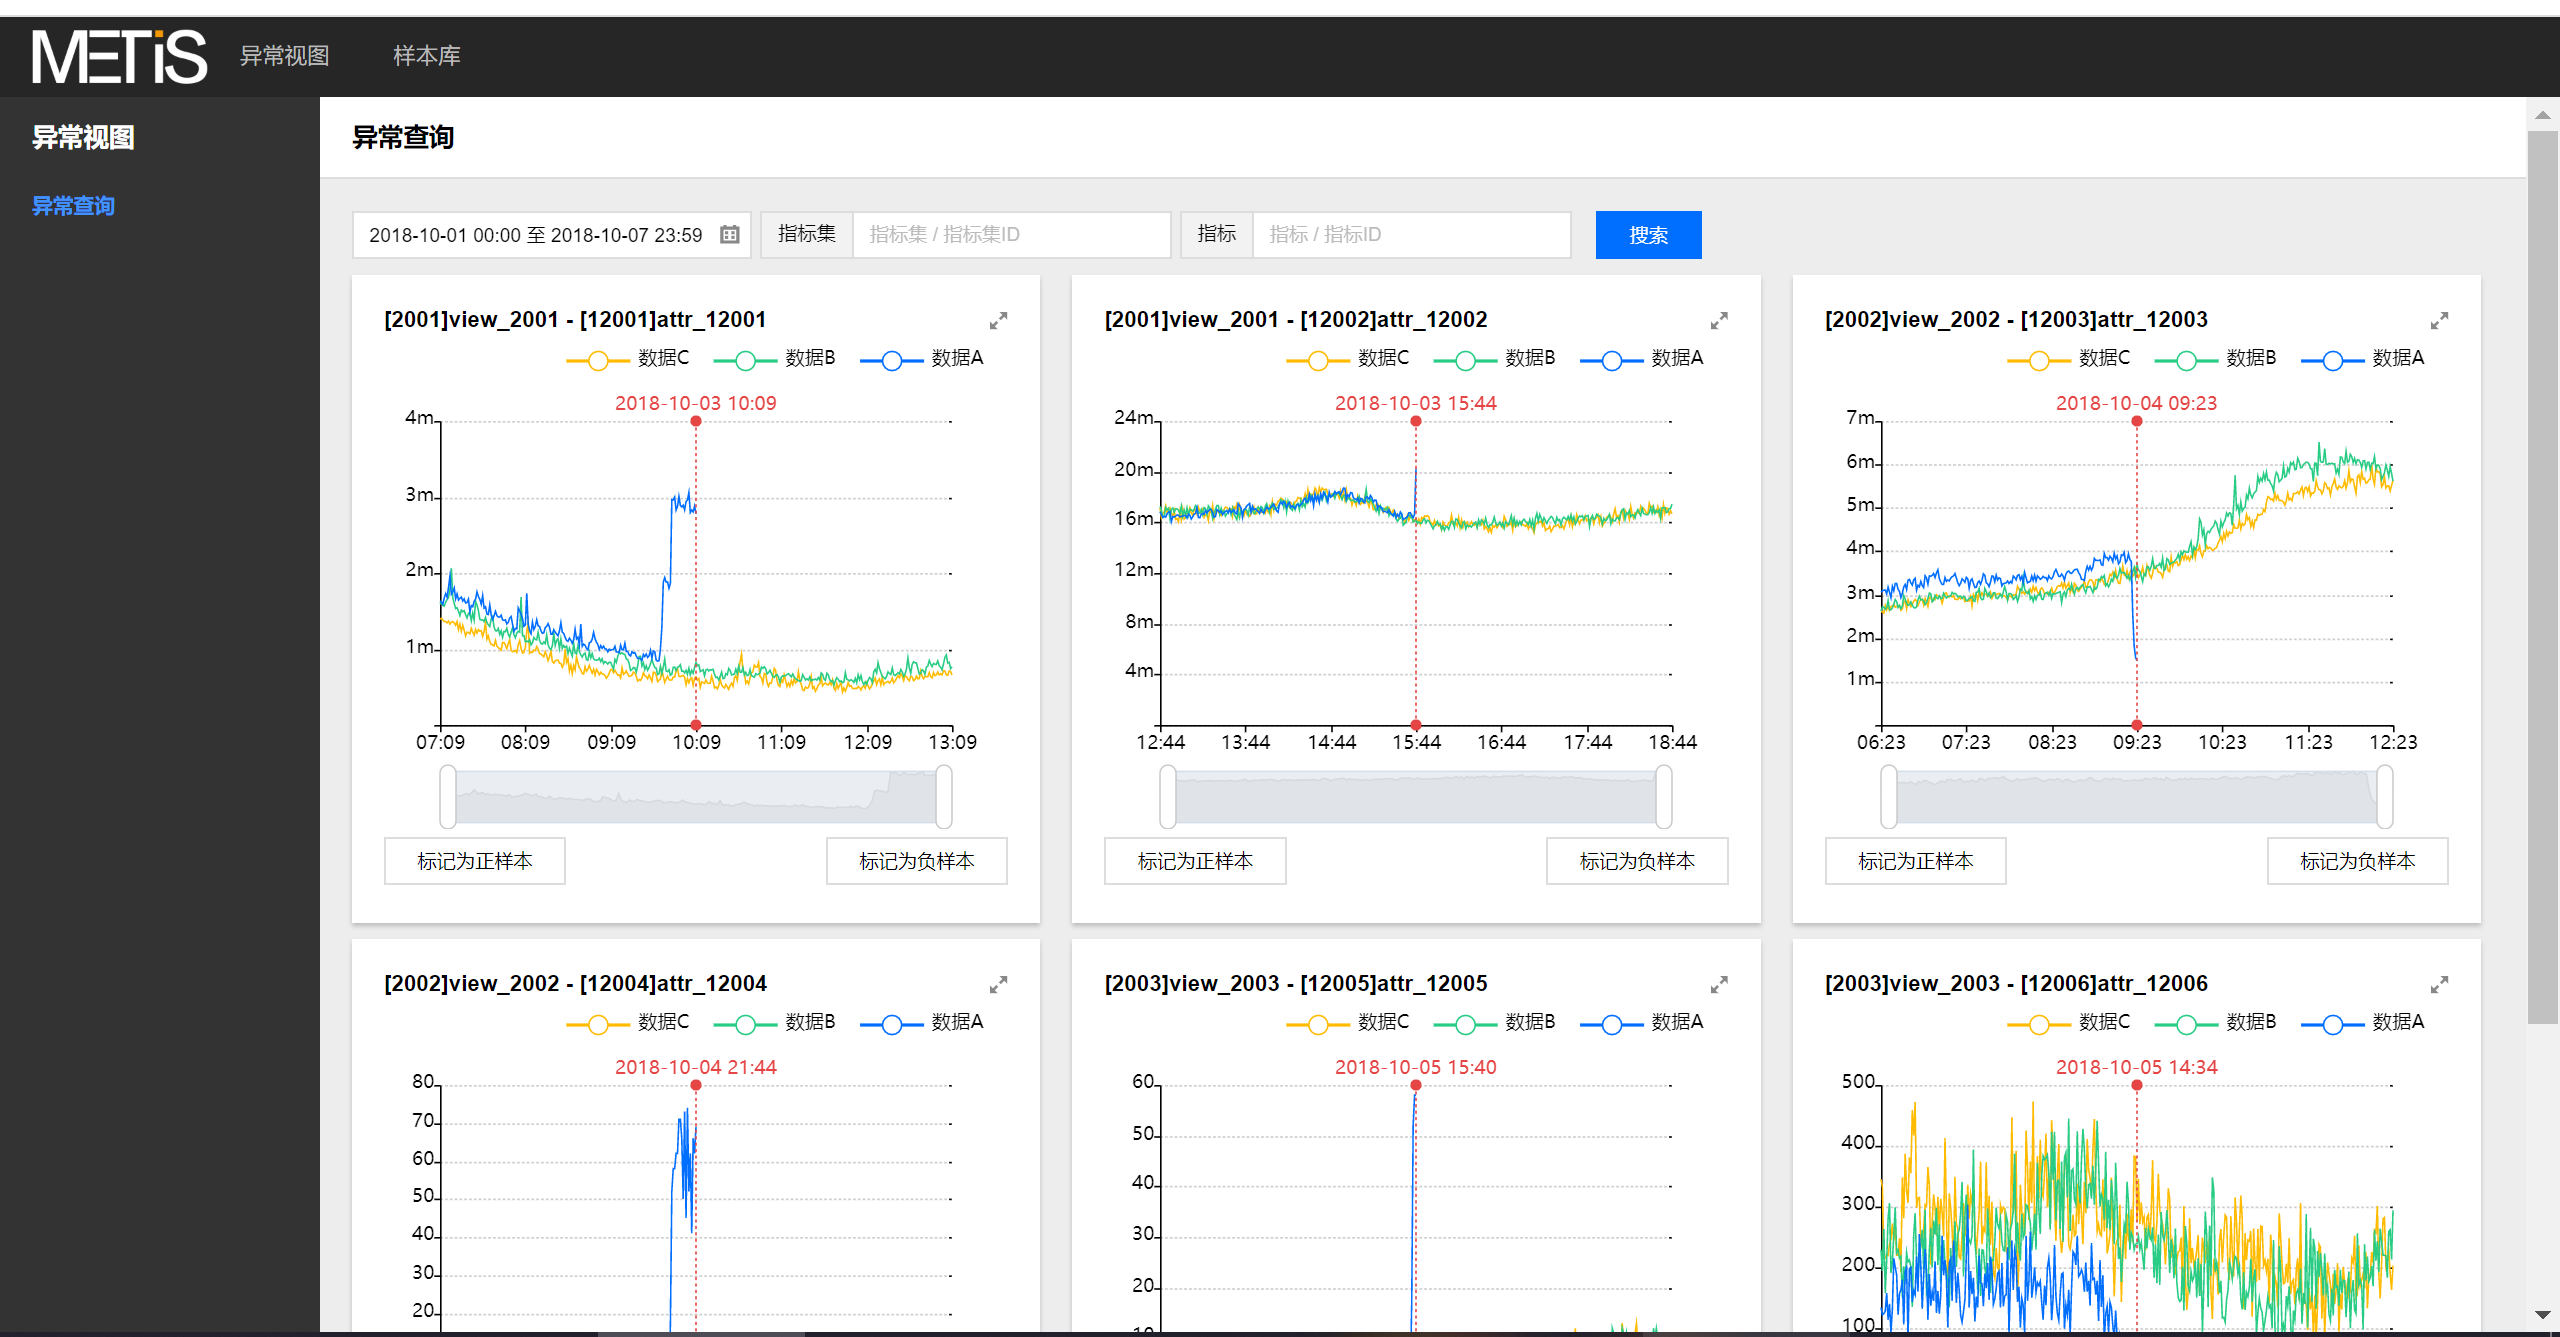 METiS 异常视图 样本库
异常视图
异常查询
异常查询
2018-10-01 00:00 至 2018-10-07 23:59 指标集 指标集 / 指标集ID 指标 指标 / 指标ID 搜索
[2001]view_2001 - [12001]attr_12001
数据C 数据B 数据A
2018-10-03 10:09
4m
3m
2m
1m
07:09 08:09 09:09 10:09 11:09 12:09 13:09
标记为正样本 标记为负样本
[2001]view_2001 - [12002]attr_12002
数据C 数据B 数据A
2018-10-03 15:44
24m
20m
16m
12m
8m
4m
12:44 13:44 14:44 15:44 16:44 17:44 18:44
标记为正样本 标记为负样本
[2002]view_2002 - [12003]attr_12003
数据C 数据B 数据A
2018-10-04 09:23
7m
6m
5m
4m
3m
2m
1m
06:23 07:23 08:23 09:23 10:23 11:23 12:23
标记为正样本 标记为负样本
[2002]view_2002 - [12004]attr_12004
数据C 数据B 数据A
2018-10-04 21:44
80
70
60
50
40
30
20
[2003]view_2003 - [12005]attr_12005
数据C 数据B 数据A
2018-10-05 15:40
60
50
40
30
20
10
[2003]view_2003 - [12006]attr_12006
数据C 数据B 数据A
2018-10-05 14:34
500
400
300
200
100